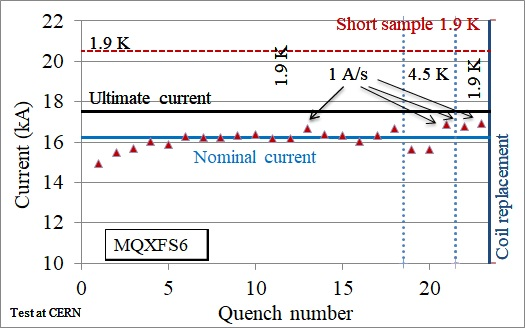 Short sample 1.9 K
1.9 K
1.9 K
1 A/s
4.5 K
1.9 K
Ultimate current
Nominal current
MQXFS6
Coil replacement
Current (kA)
22
20
18
16
14
12
10
0
5
10
15
20
Quench number
Test at CERN